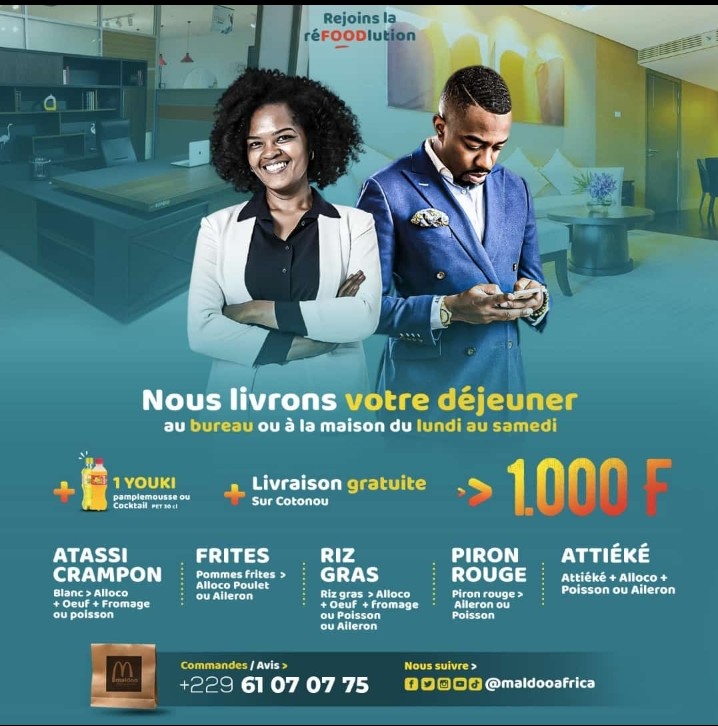 Rejoins la
réFOODlution
Nous livrons votre déjeuner
au bureau ou à la maison du lundi au samedi
+ 1 YOUKI
pamplemousse ou
Cocktail PET 30 cl
+ Livraison gratuite
Sur Cotonou
>> 1.000 F
ATASSI
CRAMPON
Blanc > Alloco
+ Oeuf + Fromage
ou poisson
FRITES
Pommes frites >
Alloco Poulet
ou Aileron
RIZ
GRAS
Riz gras > Alloco
+ Oeuf + fromage
ou Poisson
ou Aileron
PIRON
ROUGE
Piron rouge >
Aileron ou
Poisson
ATTIÉKÉ
Attiéké + Alloco +
Poisson ou Aileron
maldoo
Commandes / Avis >
+229 61 07 07 75
Nous suivre >
@maldooafrica